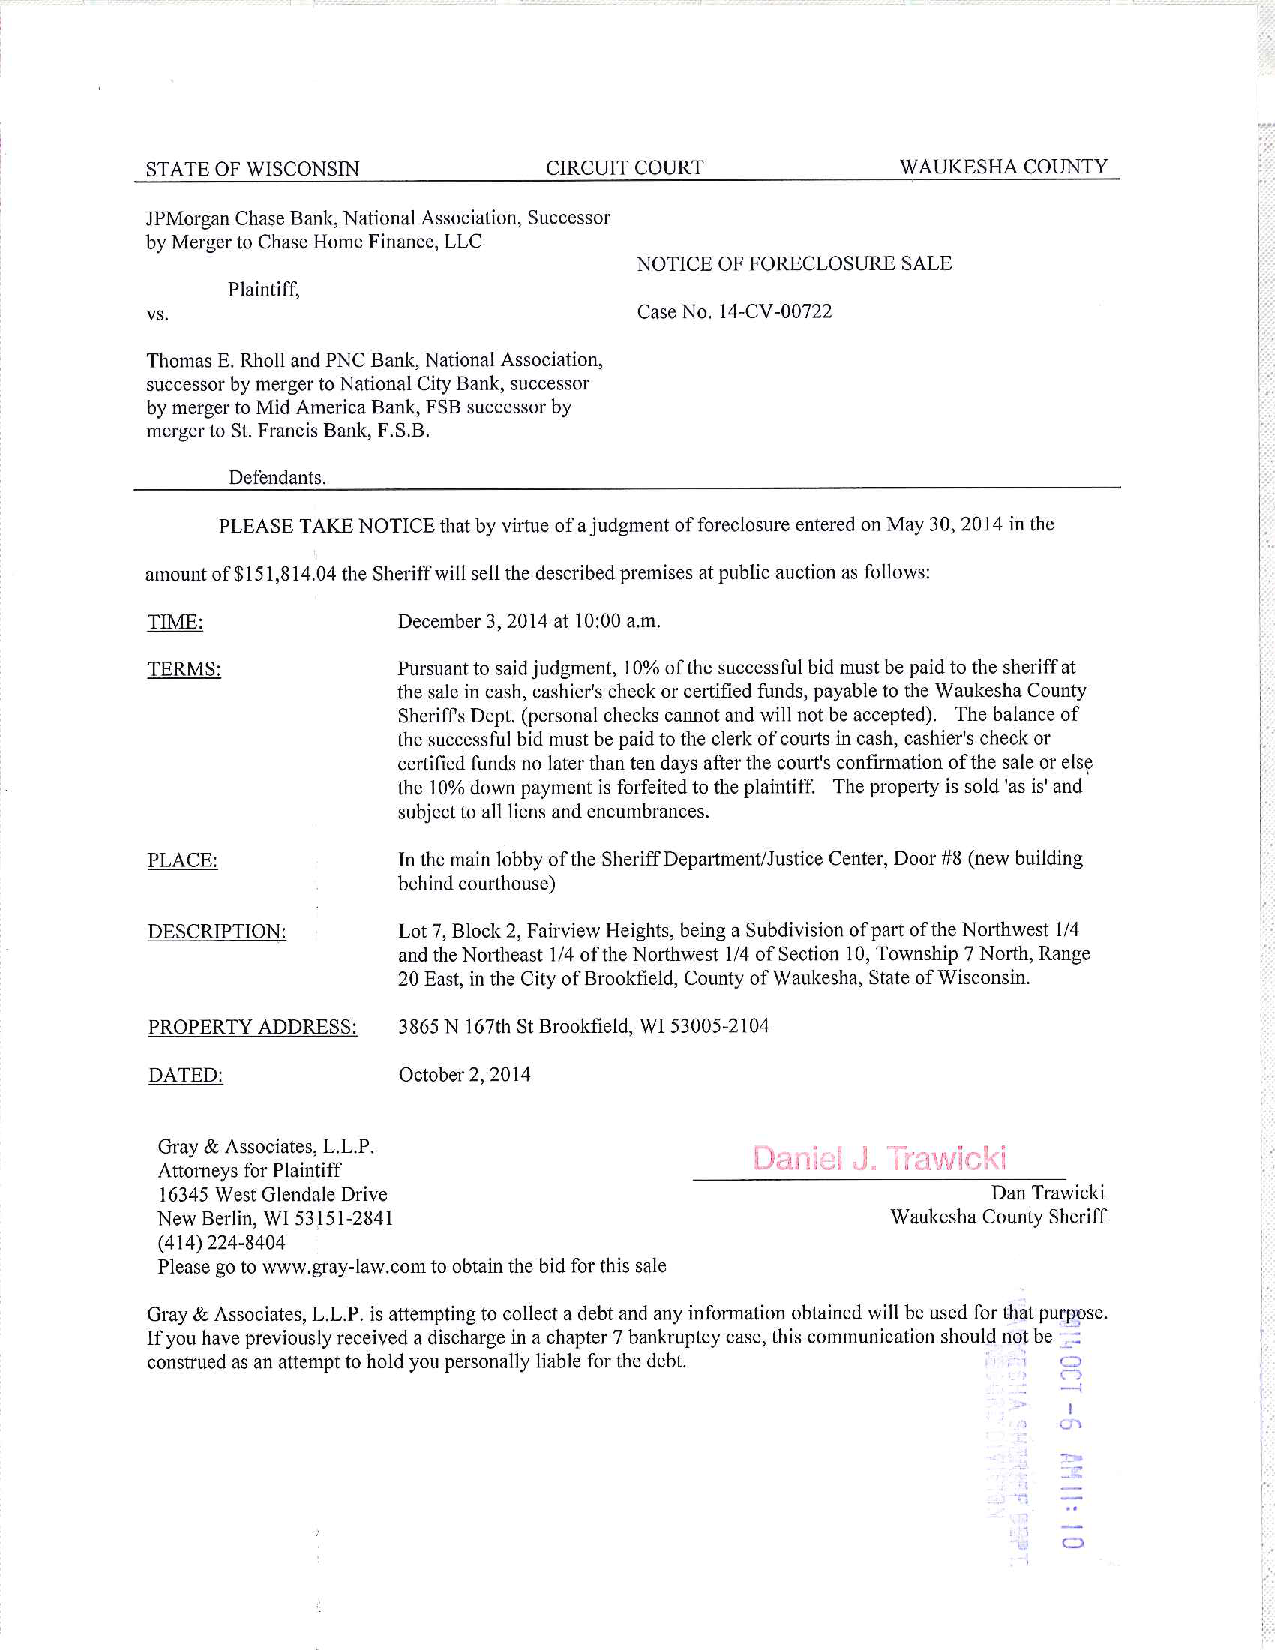 STATE OF WISCONSIN CIRCUIT COURT WAUKESHA COUNTY
JPMorgan Chase Bank, National Association, Successor
by Merger to Chase Home Finance, LLC
NOTICE OF FORECLOSURE SALE
Plaintiff,
vs. Case No. 14-CV-00722
Thomas E. Rholl and PNC Bank, National Association,
successor by merger to National City Bank, successor
by merger to Mid America Bank, FSB successor by
merger to St. Francis Bank, F.S.B.
Defendants.
PLEASE TAKE NOTICE that by virtue of a judgment of foreclosure entered on May 30, 2014 in the
amount of $151,814.04 the Sheriff will sell the described premises at public auction as follows:
TIME: December 3, 2014 at 10:00 a.m.
TERMS: Pursuant to said judgment, 10% of the successful bid must be paid to the sheriff at
the sale in cash, cashier's check or certified funds, payable to the Waukesha County
Sheriff's Dept. (personal checks cannot and will not be accepted). The balance of
the successful bid must be paid to the clerk of courts in cash, cashier's check or
certified funds no later than ten days after the court's confirmation of the sale or else
the 10% down payment is forfeited to the plaintiff. The property is sold 'as is' and
subject to all liens and encumbrances.
PLACE: In the main lobby of the Sheriff Department/Justice Center, Door #8 (new building
behind courthouse)
DESCRIPTION: Lot 7, Block 2, Fairview Heights, being a Subdivision of part of the Northwest 1/4
and the Northeast 1/4 of the Northwest 1/4 of Section 10, Township 7 North, Range
20 East, in the City of Brookfield, County of Waukesha, State of Wisconsin.
PROPERTY ADDRESS: 3865 N 167th St Brookfield, WI 53005-2104
DATED: October 2, 2014
Gray & Associates, L.L.P.
Attorneys for Plaintiff
16345 West Glendale Drive
New Berlin, WI 53151-2841
(414) 224-8404
Please go to www.gray-law.com to obtain the bid for this sale
Daniel J. Trawicki
Dan Trawicki
Waukesha County Sheriff
Gray & Associates, L.L.P. is attempting to collect a debt and any information obtained will be used for that purpose.
If you have previously received a discharge in a chapter 7 bankruptcy case, this communication should not be
construed as an attempt to hold you personally liable for the debt.
OCT -6 AM 11: 10